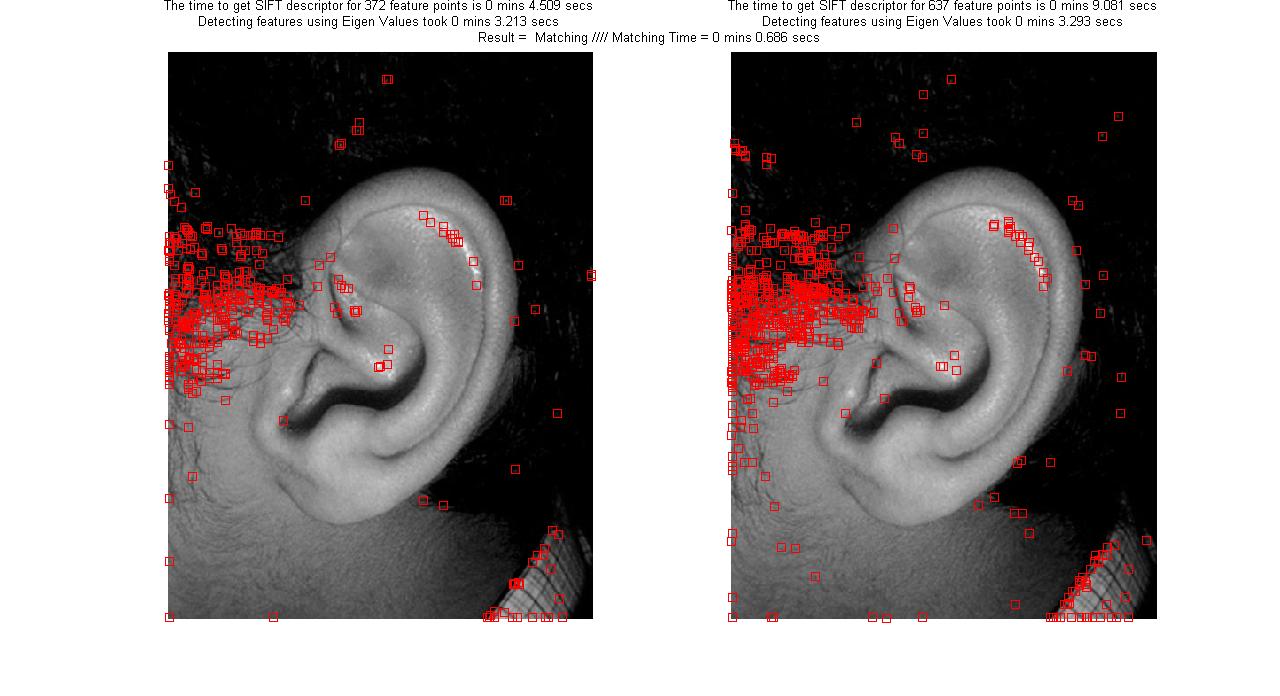 The time to get SIFT descriptor for 372 feature points is 0 mins 4.509 secs
Detecting features using Eigen Values took 0 mins 3.213 secs
The time to get SIFT descriptor for 637 feature points is 0 mins 9.081 secs
Detecting features using Eigen Values took 0 mins 3.293 secs
Result =  Matching //// Matching Time = 0 mins 0.686 secs